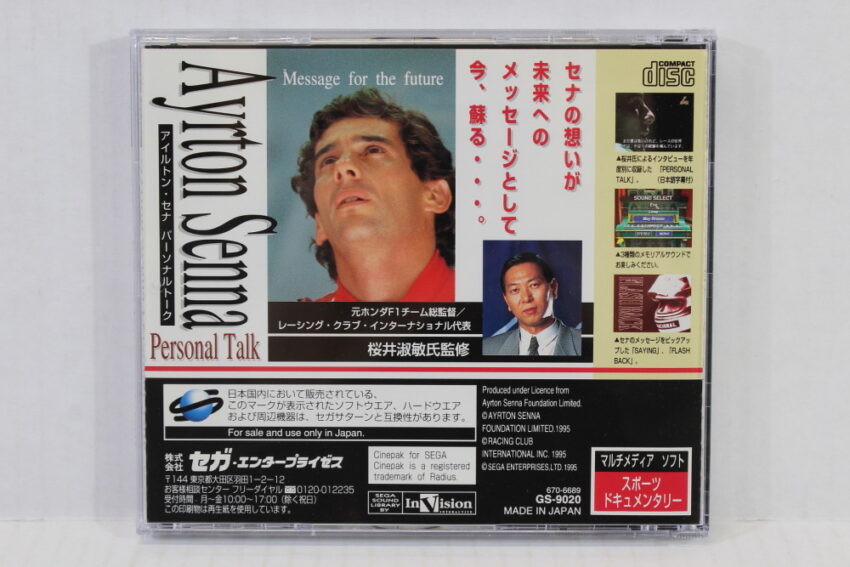 Ayrton Senna
アイルトン・セナ パーソナルトーク
Personal Talk
Message for the future
セナの想いが
未来への
メッセージとして
今、蘇る・・・。
元ホンダF1チーム総監督／
レーシング・クラブ・インターナショナル代表
桜井淑敏氏監修
COMPACT
disc
▲桜井氏によるインタビューを年
度別に収録した「PERSONAL
TALK」。 （日本語字幕付）
SOUND SELECT
▲3種類のメモリアルサウンドで
お楽しみください。
FLASH BACK
▲セナのメッセージをピックアッ
プした「SAYING」、「FLASH
BACK」。
日本国内において販売されている、
このマークが表示されたソフトウエア、ハードウエア
および周辺機器は、セガサターンと互換性があります。
For sale and use only in Japan.
株式会社 セガ・エンタープライゼス
〒144 東京都大田区羽田1-2-12
お客様相談センター フリーダイヤル 0120-012235
受付時間・月〜金10:00〜17:00（除く祝日）
この印刷物は再生紙を使用しています。
Cinepak for SEGA
Cinepak is a registered
trademark of Radius.
SEGA
SOUND
LIBRARY
BY
InVision
INTERACTIVE
Produced under Licence from
Ayrton Senna Foundation Limited.
©AYRTON SENNA
FOUNDATION LIMITED.1995
©RACING CLUB
INTERNATIONAL INC. 1995
©SEGA ENTERPRISES,LTD.1995
670-6689
GS-9020
MADE IN JAPAN
マルチメディア ソフト
スポーツ
ドキュメンタリー